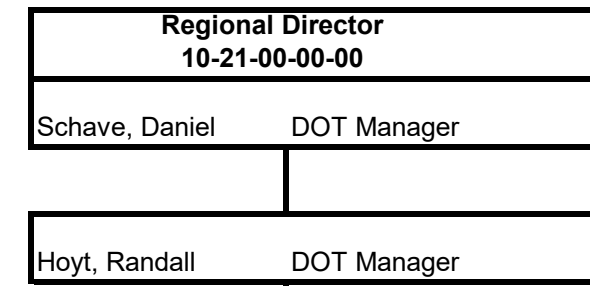 Regional Director
10-21-00-00-00
Schave, Daniel DOT Manager
Hoyt, Randall DOT Manager